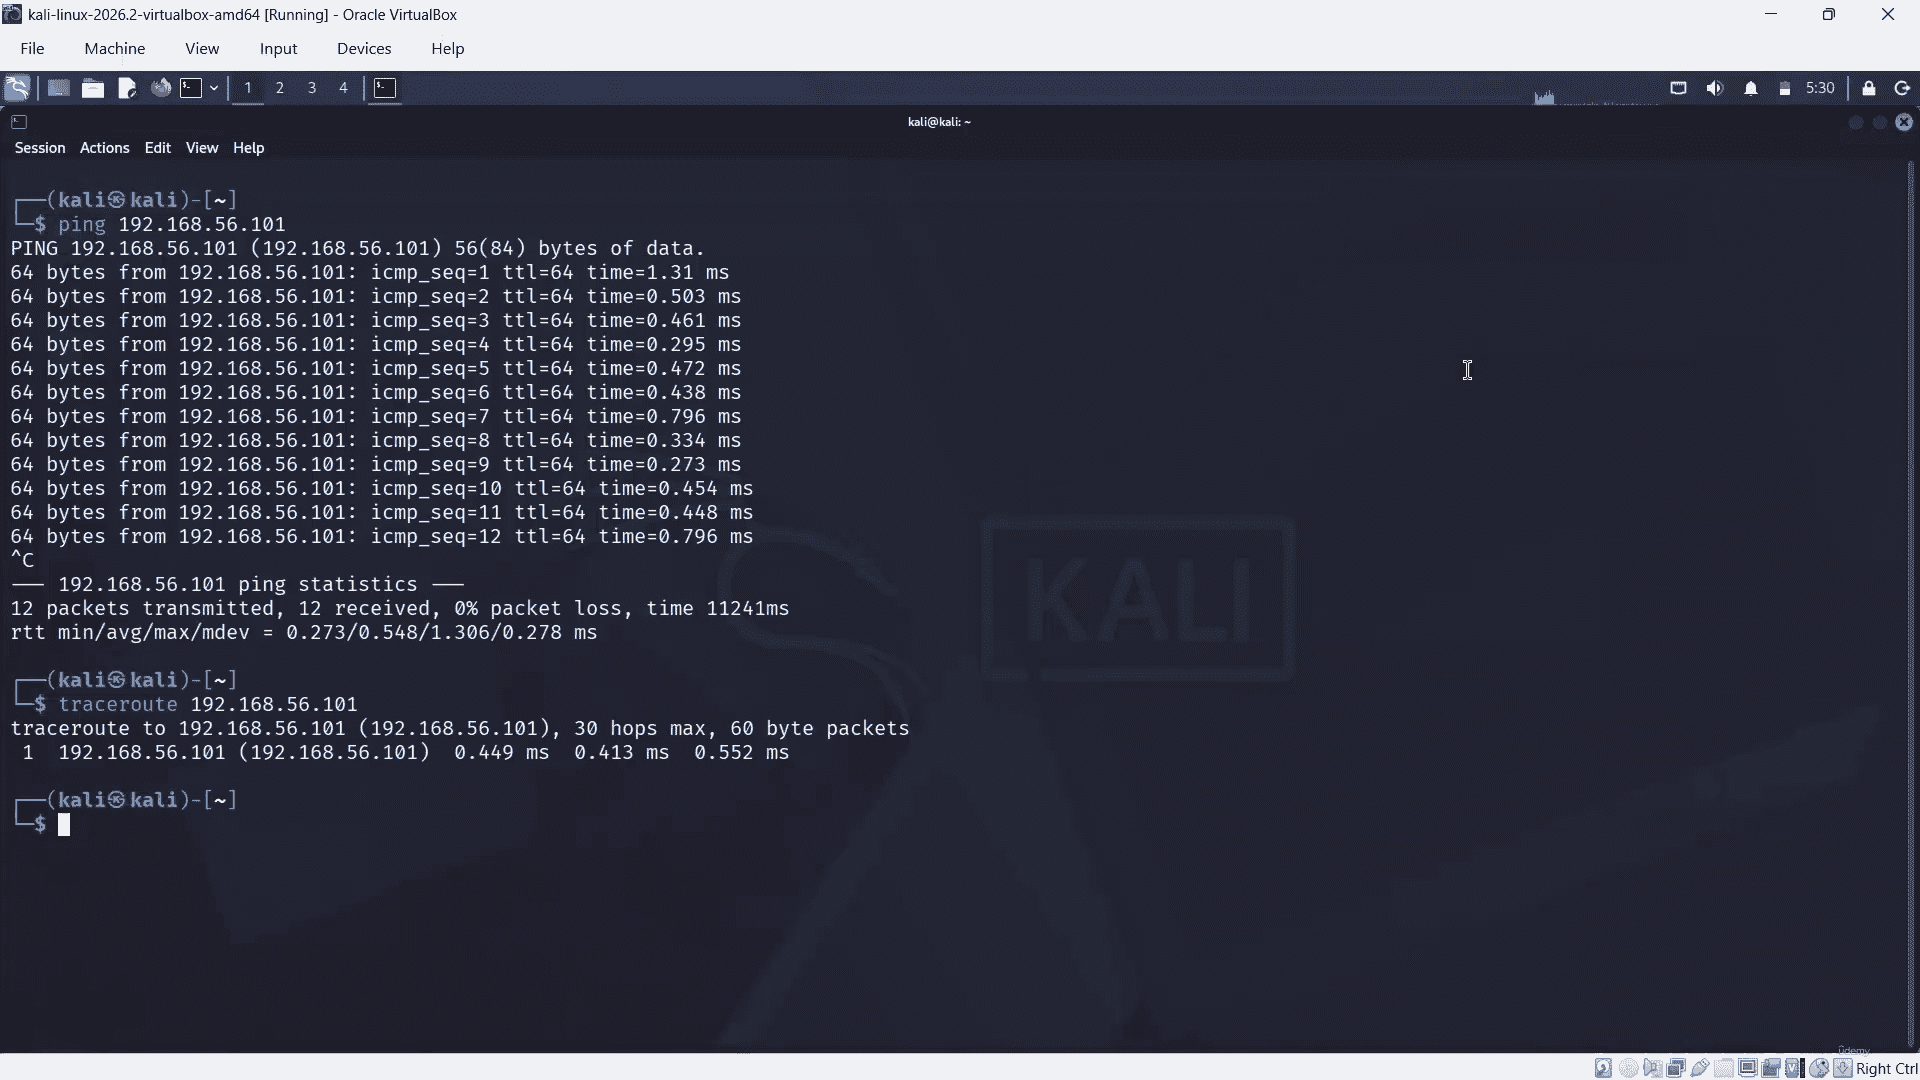 kali-linux-2026.2-virtualbox-amd64 [Running] - Oracle VirtualBox
File Machine View Input Devices Help
1 2 3 4 5:30
kali@kali: ~
Session Actions Edit View Help
┌──(kali㉿kali)-[~]
└─$ ping 192.168.56.101
PING 192.168.56.101 (192.168.56.101) 56(84) bytes of data.
64 bytes from 192.168.56.101: icmp_seq=1 ttl=64 time=1.31 ms
64 bytes from 192.168.56.101: icmp_seq=2 ttl=64 time=0.503 ms
64 bytes from 192.168.56.101: icmp_seq=3 ttl=64 time=0.461 ms
64 bytes from 192.168.56.101: icmp_seq=4 ttl=64 time=0.295 ms
64 bytes from 192.168.56.101: icmp_seq=5 ttl=64 time=0.472 ms
64 bytes from 192.168.56.101: icmp_seq=6 ttl=64 time=0.438 ms
64 bytes from 192.168.56.101: icmp_seq=7 ttl=64 time=0.796 ms
64 bytes from 192.168.56.101: icmp_seq=8 ttl=64 time=0.334 ms
64 bytes from 192.168.56.101: icmp_seq=9 ttl=64 time=0.273 ms
64 bytes from 192.168.56.101: icmp_seq=10 ttl=64 time=0.454 ms
64 bytes from 192.168.56.101: icmp_seq=11 ttl=64 time=0.448 ms
64 bytes from 192.168.56.101: icmp_seq=12 ttl=64 time=0.796 ms
^C
--- 192.168.56.101 ping statistics ---
12 packets transmitted, 12 received, 0% packet loss, time 11241ms
rtt min/avg/max/mdev = 0.273/0.548/1.306/0.278 ms
┌──(kali㉿kali)-[~]
└─$ traceroute 192.168.56.101
traceroute to 192.168.56.101 (192.168.56.101), 30 hops max, 60 byte packets
1 192.168.56.101 (192.168.56.101) 0.449 ms 0.413 ms 0.552 ms
┌──(kali㉿kali)-[~]
└─$
KALI
ûdemy
Right Ctrl